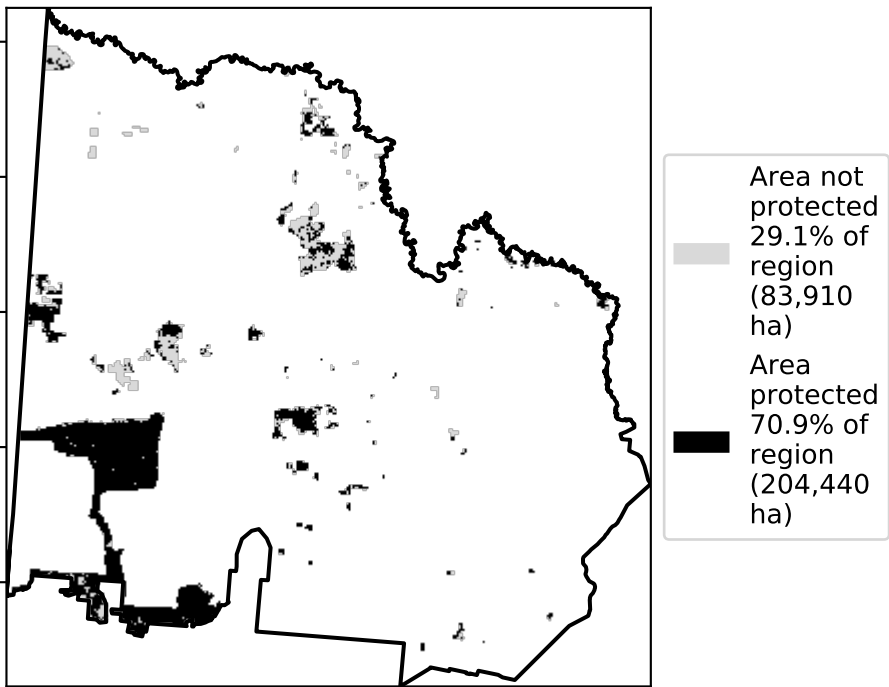 Area not
protected
29.1% of
region
(83,910
ha)
Area
protected
70.9% of
region
(204,440
ha)